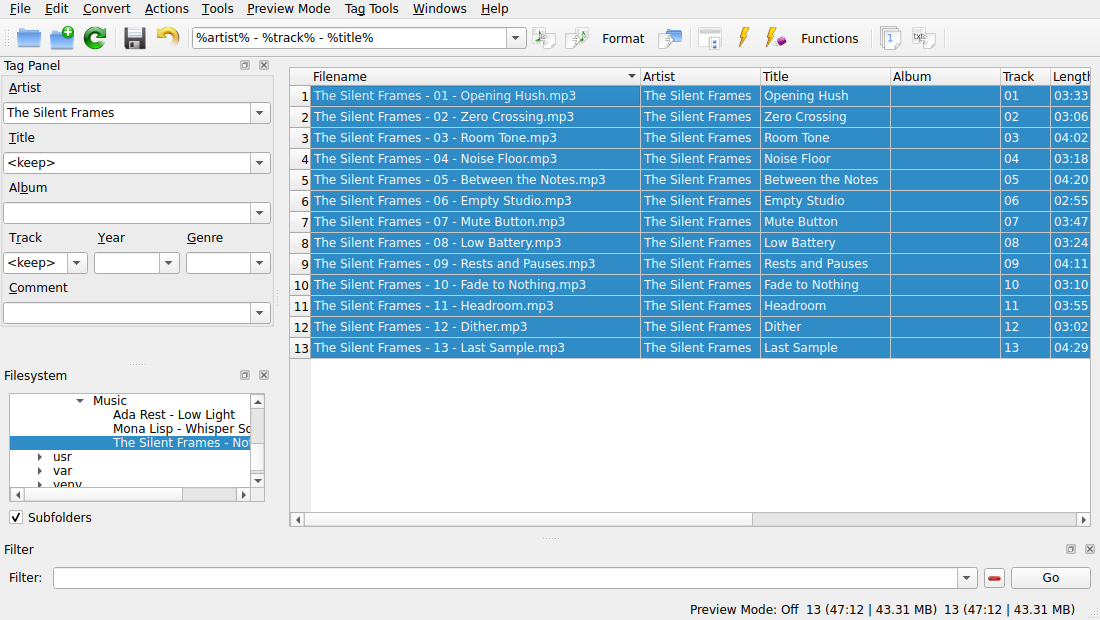 File Edit Convert Actions Tools Preview Mode Tag Tools Windows Help
%artist% - %track% - %title% Format 1 Functions
Tag Panel
Artist
The Silent Frames
Title
<keep>
Album
Track Year Genre
<keep>
Comment
Filesystem
Music
Ada Rest - Low Light
Mona Lisp - Whisper Sc
The Silent Frames - No
usr
var
venv
Subfolders
Filename Artist Title Album Track Length
1 The Silent Frames - 01 - Opening Hush.mp3 The Silent Frames Opening Hush 01 03:33
2 The Silent Frames - 02 - Zero Crossing.mp3 The Silent Frames Zero Crossing 02 03:06
3 The Silent Frames - 03 - Room Tone.mp3 The Silent Frames Room Tone 03 04:02
4 The Silent Frames - 04 - Noise Floor.mp3 The Silent Frames Noise Floor 04 03:18
5 The Silent Frames - 05 - Between the Notes.mp3 The Silent Frames Between the Notes 05 04:20
6 The Silent Frames - 06 - Empty Studio.mp3 The Silent Frames Empty Studio 06 02:55
7 The Silent Frames - 07 - Mute Button.mp3 The Silent Frames Mute Button 07 03:47
8 The Silent Frames - 08 - Low Battery.mp3 The Silent Frames Low Battery 08 03:24
9 The Silent Frames - 09 - Rests and Pauses.mp3 The Silent Frames Rests and Pauses 09 04:11
10 The Silent Frames - 10 - Fade to Nothing.mp3 The Silent Frames Fade to Nothing 10 03:10
11 The Silent Frames - 11 - Headroom.mp3 The Silent Frames Headroom 11 03:55
12 The Silent Frames - 12 - Dither.mp3 The Silent Frames Dither 12 03:02
13 The Silent Frames - 13 - Last Sample.mp3 The Silent Frames Last Sample 13 04:29
Filter
Filter: Go
Preview Mode: Off 13 (47:12 | 43.31 MB) 13 (47:12 | 43.31 MB)